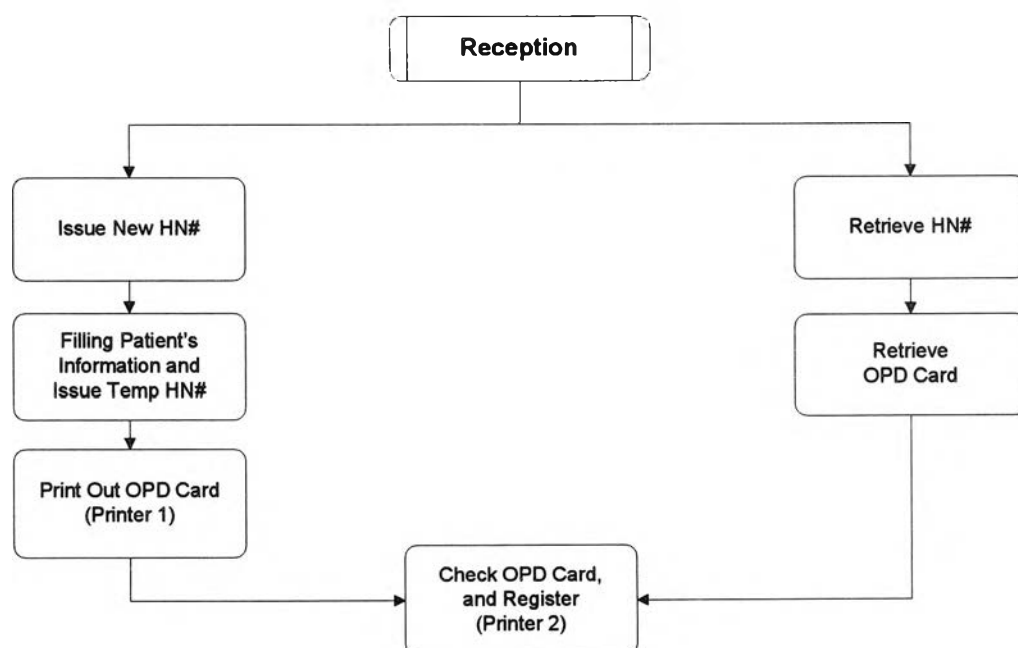 Reception
Issue New HN#
Retrieve HN#
Filling Patient's
Information and
Issue Temp HN#
Retrieve
OPD Card
Print Out OPD Card
(Printer 1)
Check OPD Card,
and Register
(Printer 2)